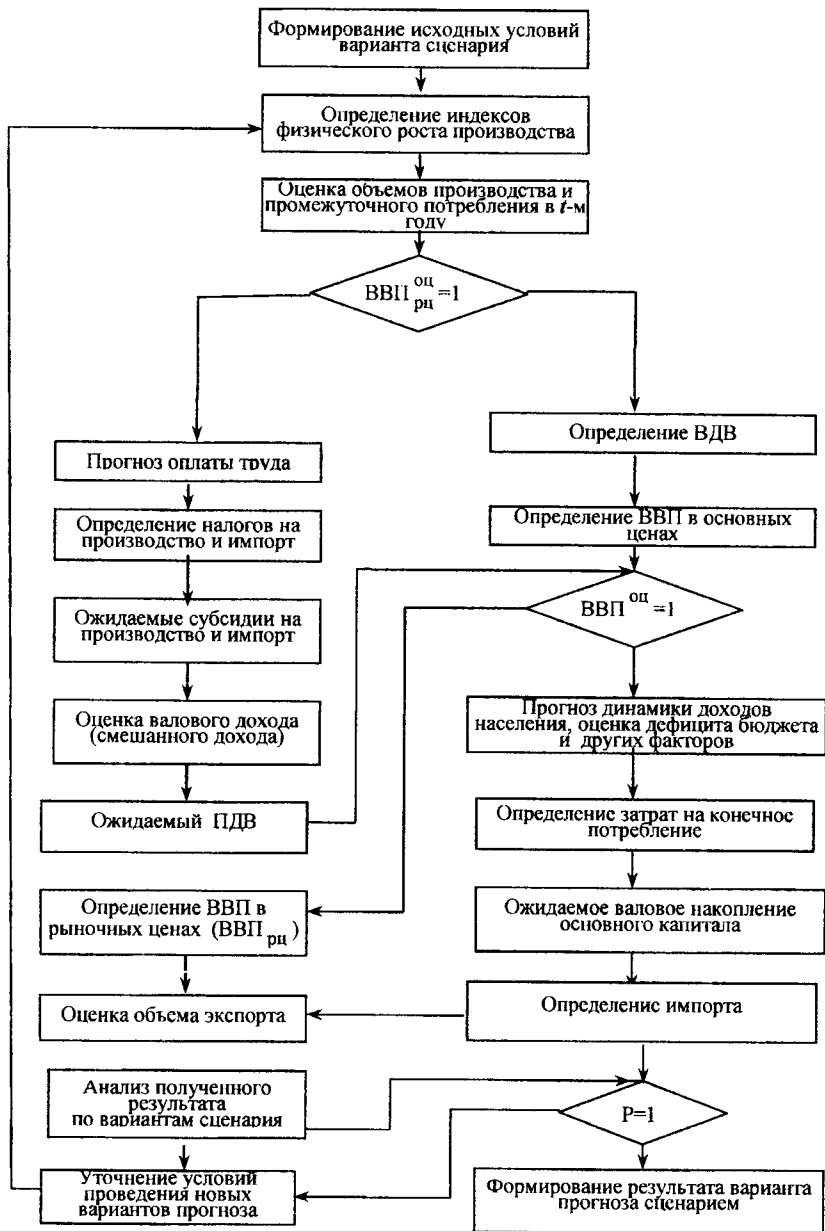 Формирование исходных условий
варианта сценария
Определение индексов
физического роста производства
Оценка объемов производства и
промежуточного потребления в t-м
году
ВВП оц рц =1
Прогноз оплаты труда
Определение налогов на
производство и импорт
Ожидаемые субсидии на
производство и импорт
Оценка валового дохода
(смешанного дохода)
Ожидаемый ПДВ
Определение ВВП в
рыночных ценах (ВВП рц)
Оценка объема экспорта
Анализ полученного
результата
по вариантам сценария
Уточнение условий
проведения новых
вариантов прогноза
Определение ВДВ
Определение ВВП в основных
ценах
ВВП оц =1
Прогноз динамики доходов
населения, оценка дефицита бюджета
и других факторов
Определение затрат на конечное
потребление
Ожидаемое валовое накопление
основного капитала
Определение импорта
Р=1
Формирование результата варианта
прогноза сценарием